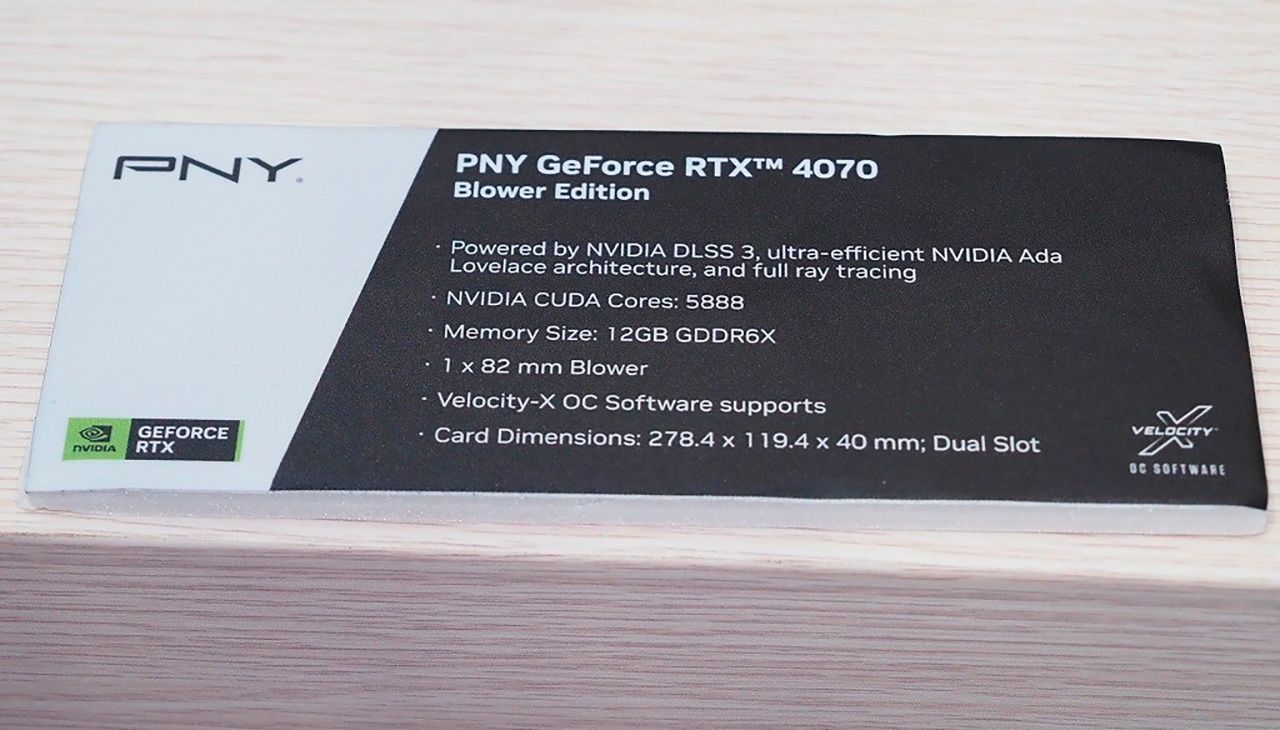 PNY
PNY GeForce RTX™ 4070
Blower Edition
· Powered by NVIDIA DLSS 3, ultra-efficient NVIDIA Ada
Lovelace architecture, and full ray tracing
· NVIDIA CUDA Cores: 5888
· Memory Size: 12GB GDDR6X
· 1 x 82 mm Blower
· Velocity-X OC Software supports
· Card Dimensions: 278.4 x 119.4 x 40 mm; Dual Slot
NVIDIA
GEFORCE
RTX
X
VELOCITY
OC SOFTWARE